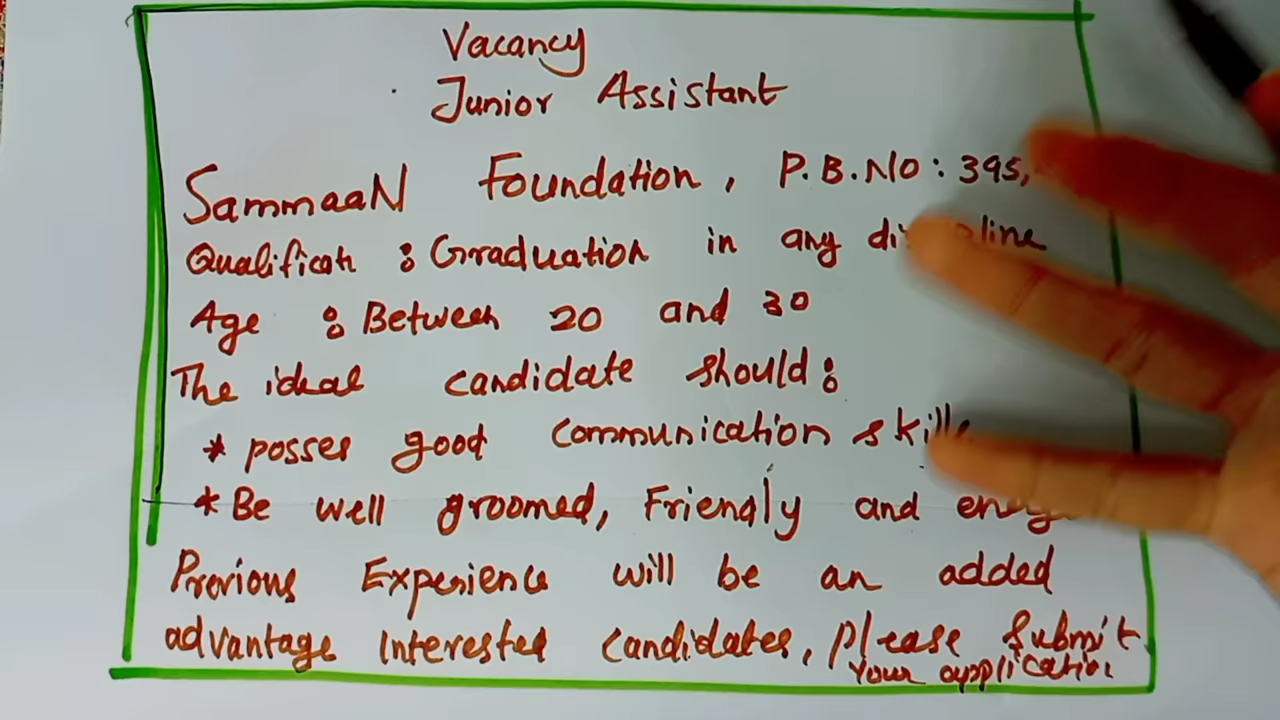 Vacancy
Junior Assistant
SammaaN Foundation, P.B.No: 395,
Qualificatn : Graduation in any
Age : Between 20 and 30
The ideal candidate should:
* posses good communication skills
* Be well groomed, Friendly and
Previous Experience will be an added
advantage Interested candidates, please submit
your application